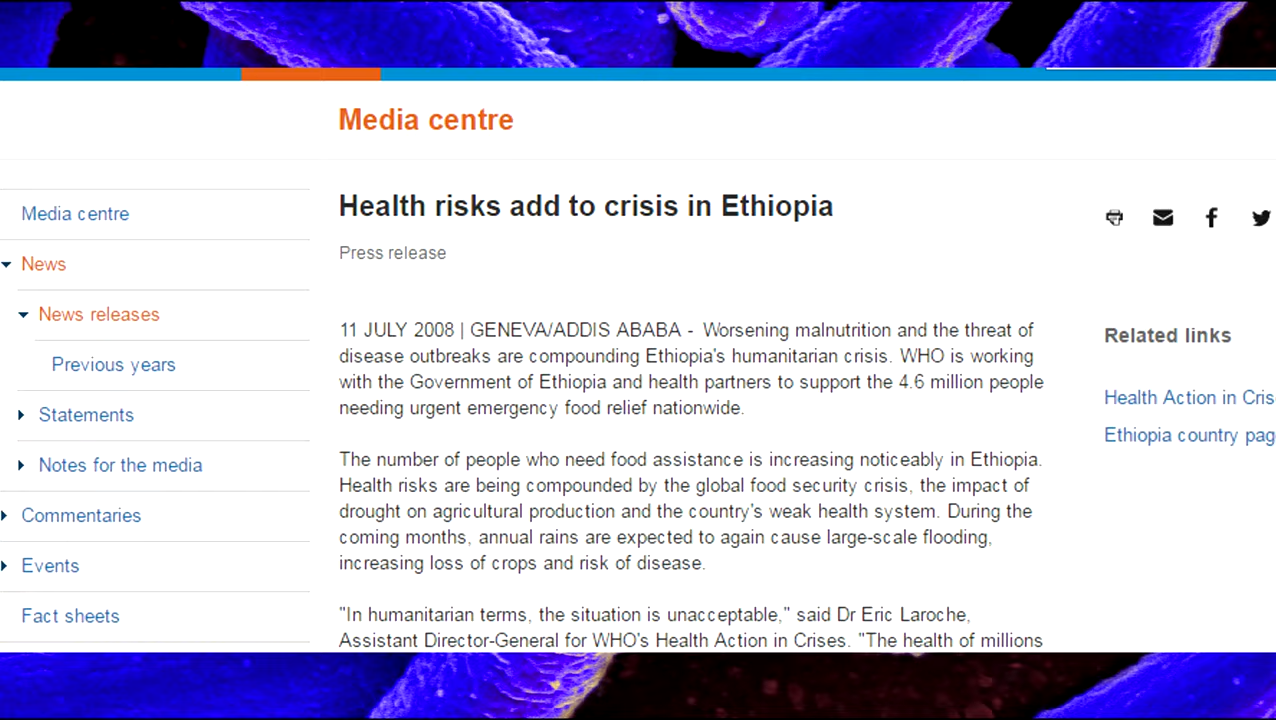 Media centre
Media centre
News
News releases
Previous years
Statements
Notes for the media
Commentaries
Events
Fact sheets
Health risks add to crisis in Ethiopia
Press release
11 JULY 2008 | GENEVA/ADDIS ABABA - Worsening malnutrition and the threat of
disease outbreaks are compounding Ethiopia's humanitarian crisis. WHO is working
with the Government of Ethiopia and health partners to support the 4.6 million people
needing urgent emergency food relief nationwide.
The number of people who need food assistance is increasing noticeably in Ethiopia.
Health risks are being compounded by the global food security crisis, the impact of
drought on agricultural production and the country's weak health system. During the
coming months, annual rains are expected to again cause large-scale flooding,
increasing loss of crops and risk of disease.
"In humanitarian terms, the situation is unacceptable," said Dr Eric Laroche,
Assistant Director-General for WHO's Health Action in Crises. "The health of millions
Related links
Health Action in Cris
Ethiopia country pag